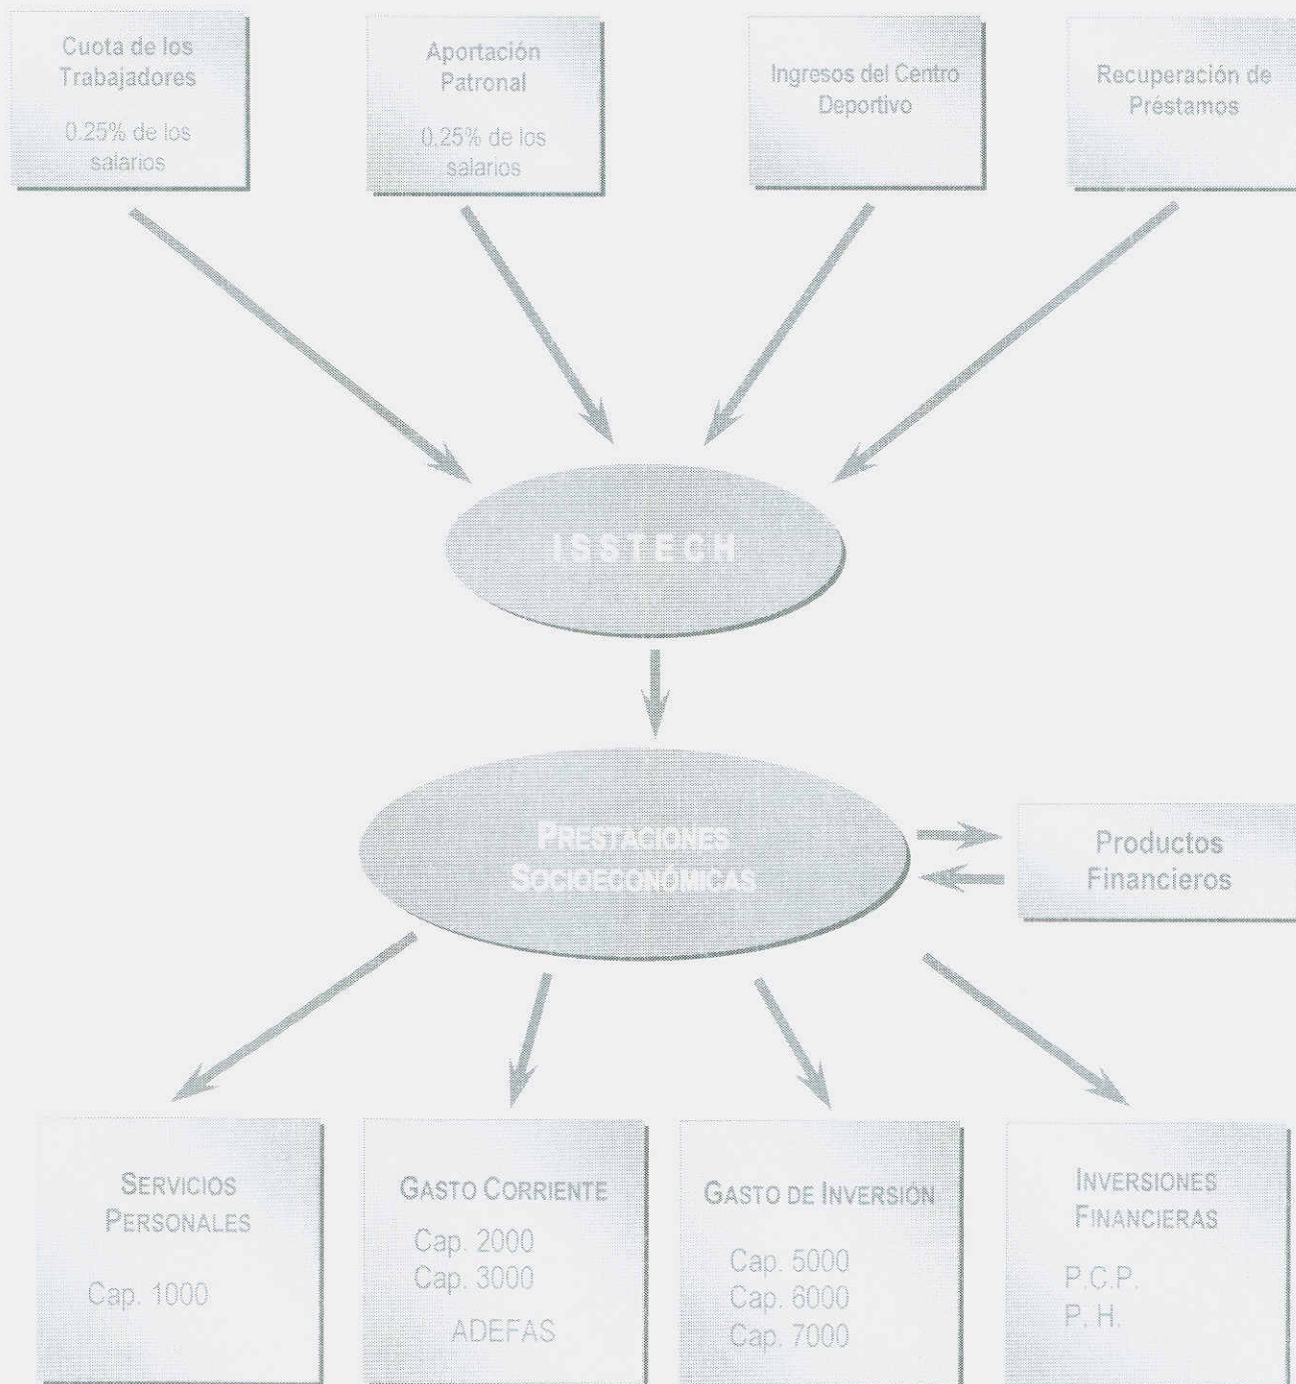 Cuota de los
Trabajadores
0.25% de los
salarios
Aportación
Patronal
0.25% de los
salarios
Ingresos del Centro
Deportivo
Recuperación de
Préstamos
ISSTECH
PRESTACIONES
SOCIOECONÓMICAS
Productos
Financieros
SERVICIOS
PERSONALES
Cap. 1000
GASTO CORRIENTE
Cap. 2000
Cap. 3000
ADEFAS
GASTO DE INVERSIÓN
Cap. 5000
Cap. 6000
Cap. 7000
INVERSIONES
FINANCIERAS
P.C.P.
P. H.